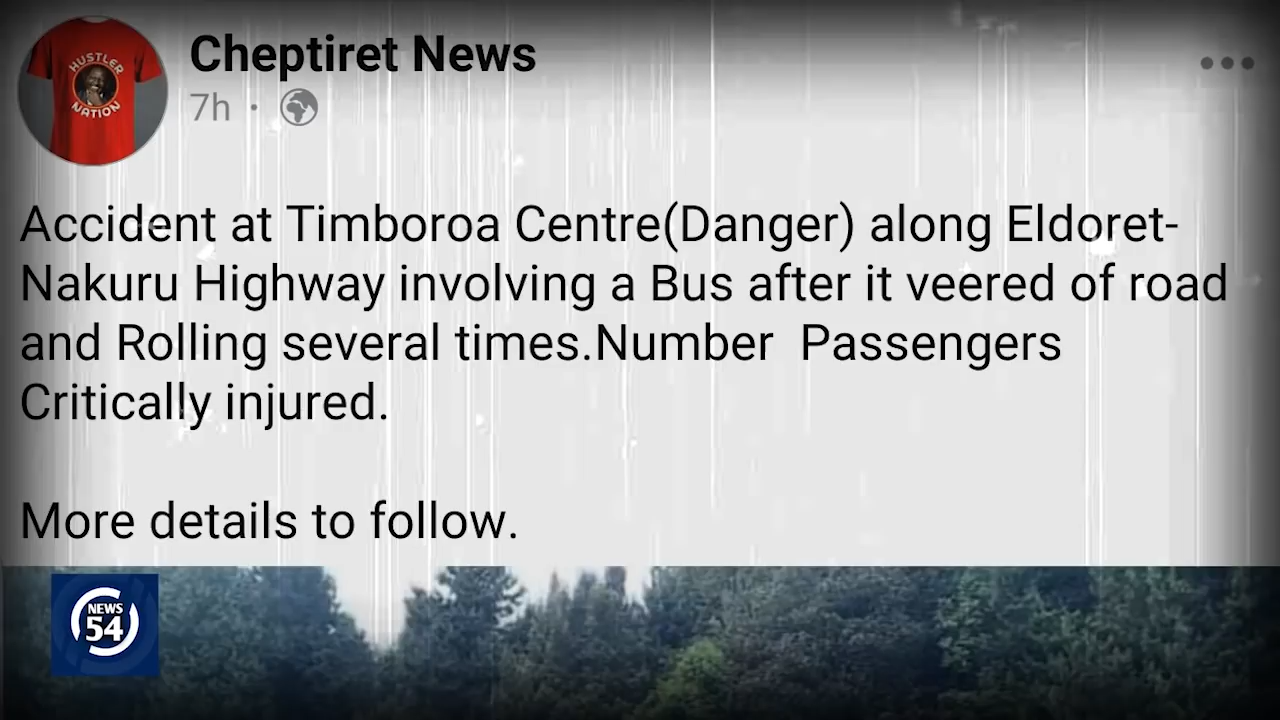 HUSTLER
NATION
Cheptiret News
7h ·
Accident at Timboroa Centre(Danger) along Eldoret-
Nakuru Highway involving a Bus after it veered of road
and Rolling several times.Number  Passengers
Critically injured.
More details to follow.
NEWS
54